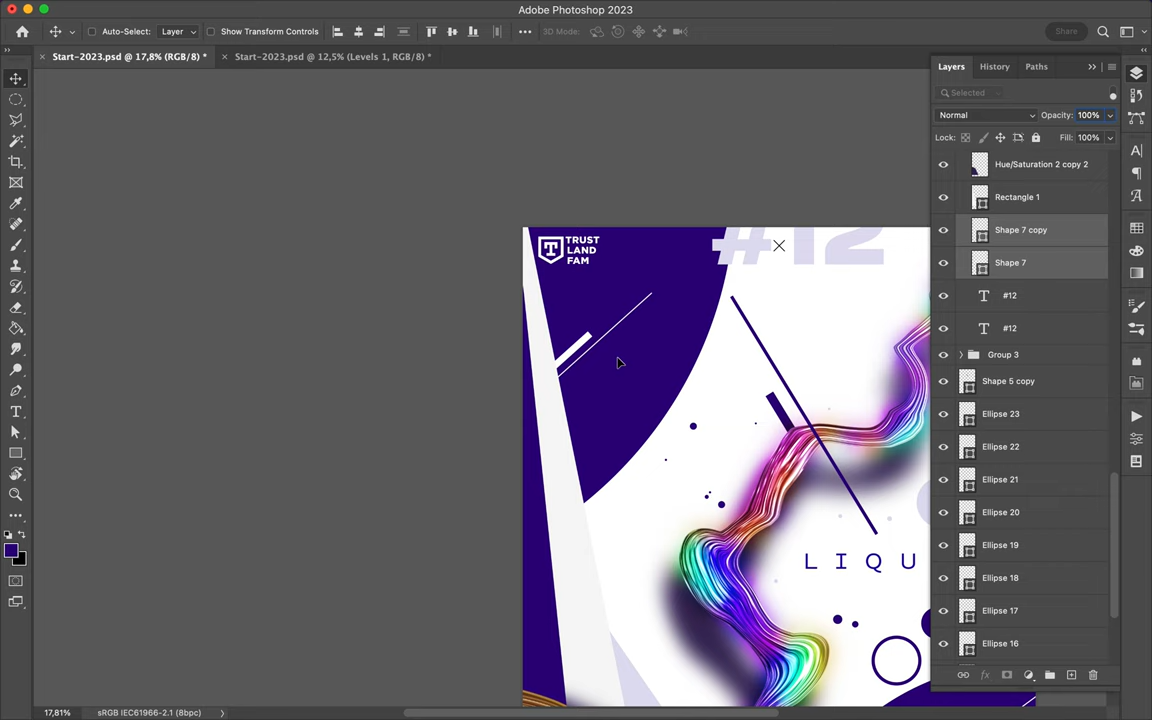 Adobe Photoshop 2023
Auto-Select: Layer Show Transform Controls 3D Mode: Share
Start-2023.psd @ 17,8% (RGB/8) * Start-2023.psd @ 12,5% (Levels 1, RGB/8) *
Layers History Paths
Selected
Normal Opacity: 100%
Lock: Fill: 100%
Hue/Saturation 2 copy 2
Rectangle 1
Shape 7 copy
Shape 7
T #12
T #12
Group 3
Shape 5 copy
Ellipse 23
Ellipse 22
Ellipse 21
Ellipse 20
Ellipse 19
Ellipse 18
Ellipse 17
Ellipse 16
TRUST
LAND
FAM
#12
LIQU
17,81% sRGB IEC61966-2.1 (8bpc)